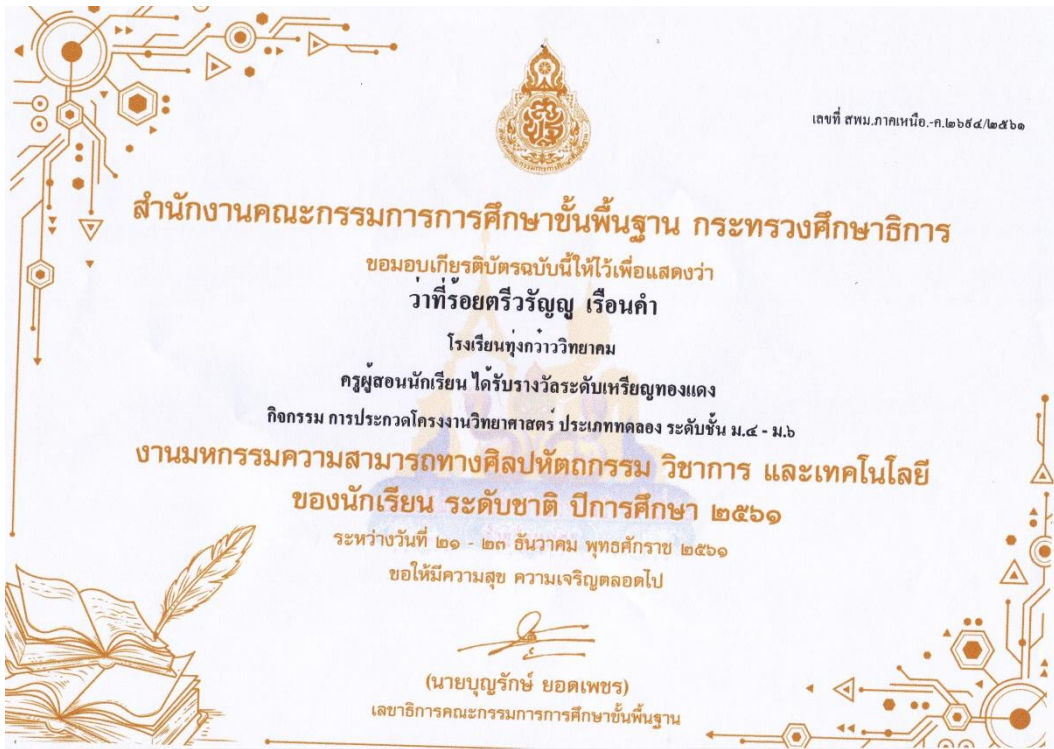 เลขที่ สพม.ภาคเหนือ.-ค.๒๖๕๔/๒๕๖๑
สพฐ
สำนักงานคณะกรรมการการศึกษาขั้นพื้นฐาน กระทรวงศึกษาธิการ
ขอมอบเกียรติบัตรฉบับนี้ให้ไว้เพื่อแสดงว่า
ว่าที่ร้อยตรีวรัญญู เรือนคำ
โรงเรียนทุ่งกว๋าววิทยาคม
ครูผู้สอนนักเรียน ได้รับรางวัลระดับเหรียญทองแดง
กิจกรรม การประกวดโครงงานวิทยาศาสตร์ ประเภททดลอง ระดับชั้น ม.๔ - ม.๖
งานมหกรรมความสามารถทางศิลปหัตถกรรม วิชาการ และเทคโนโลยี
ของนักเรียน ระดับชาติ ปีการศึกษา ๒๕๖๑
ระหว่างวันที่ ๒๑ - ๒๓ ธันวาคม พุทธศักราช ๒๕๖๑
ขอให้มีความสุข ความเจริญตลอดไป
(นายบุญรักษ์ ยอดเพชร)
เลขาธิการคณะกรรมการการศึกษาขั้นพื้นฐาน